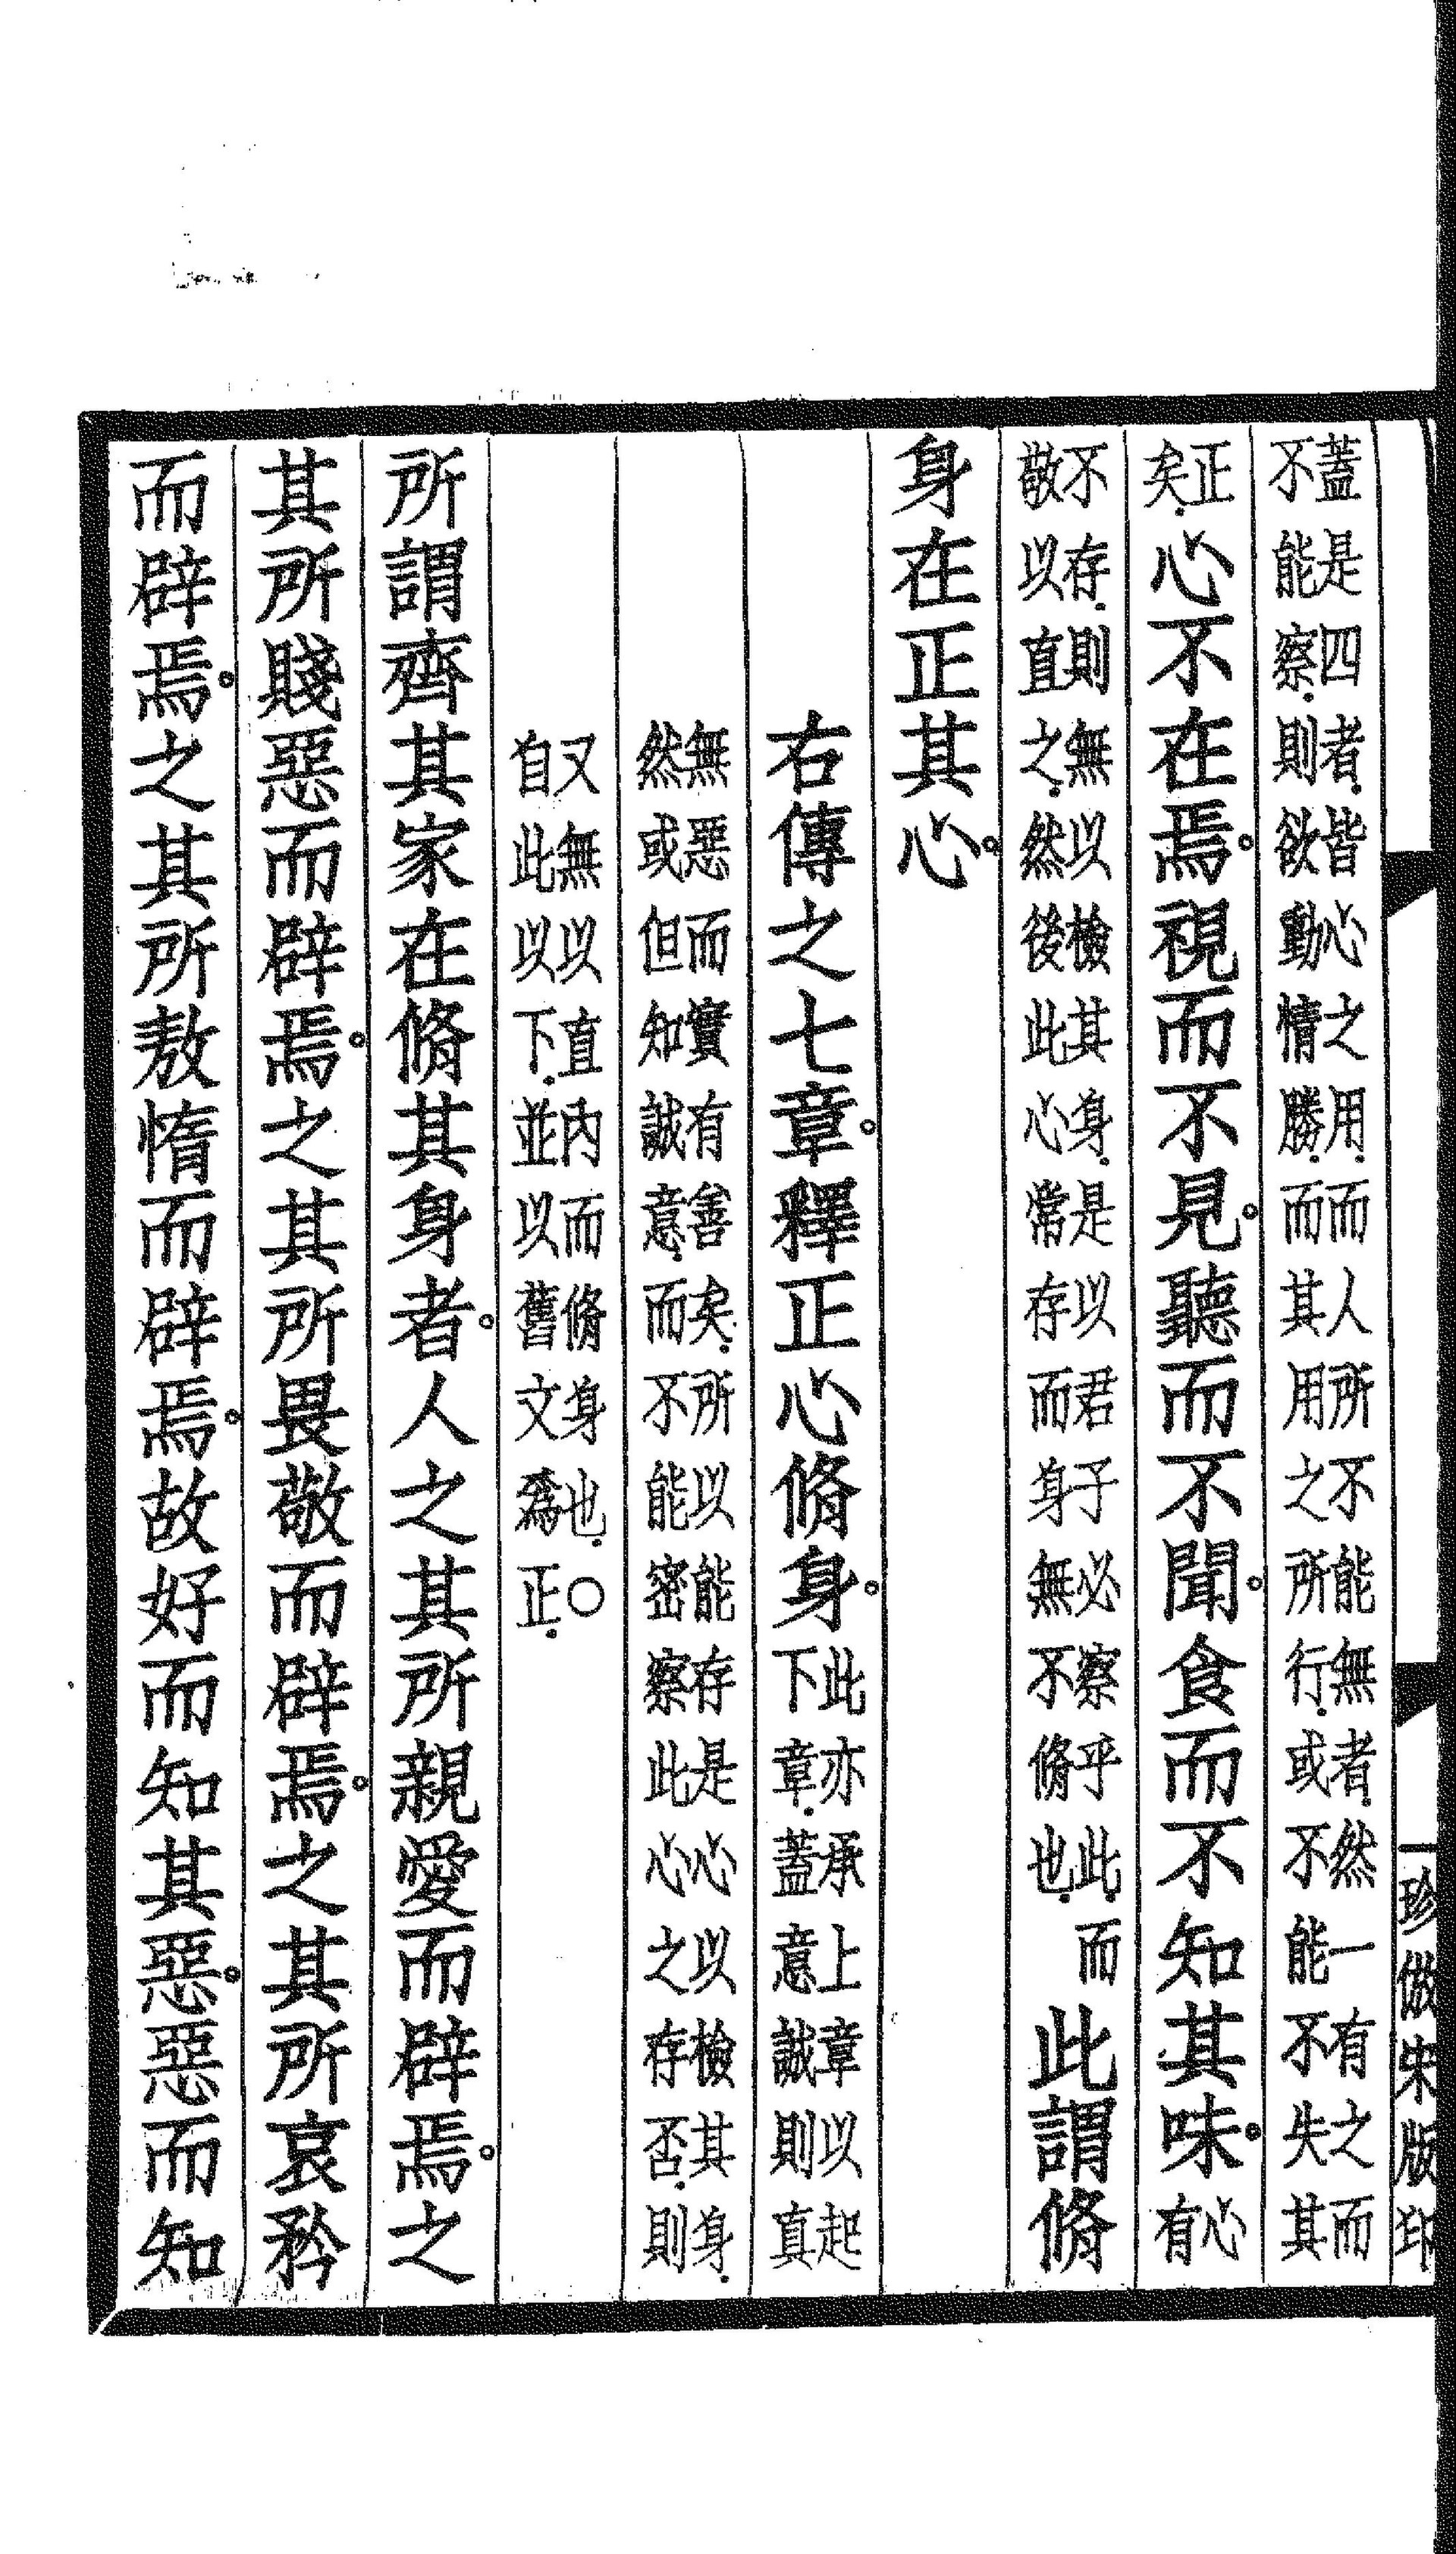 珍倣宋版印
蓋是四者。皆心之用。而人所不能無者。然一有之而
不能察。則欲動情勝。而其用之所行。或不能不失其
正
矣。
心不在焉。視而不見。聽而不聞。食而不知其味。
心
有
不存。則無以檢其身。是以君子必察乎此。而
敬以直之。然後此心常存而身無不脩也。
此謂脩
身在正其心。
右傳之七章。釋正心脩身。
此亦承上章以起
下章。蓋意誠則真
無惡而實有善矣。所以能存是心以檢其身。
然或但知誠意。而不能密察此心之存否。則
又無以直內而脩身也。○
自此以下。並以舊文爲正。
所謂齊其家在脩其身者。人之其所親愛而辟焉。之
其所賤惡而辟焉。之其所畏敬而辟焉。之其所哀矜
而辟焉。之其所敖惰而辟焉。故好而知其惡。惡而知